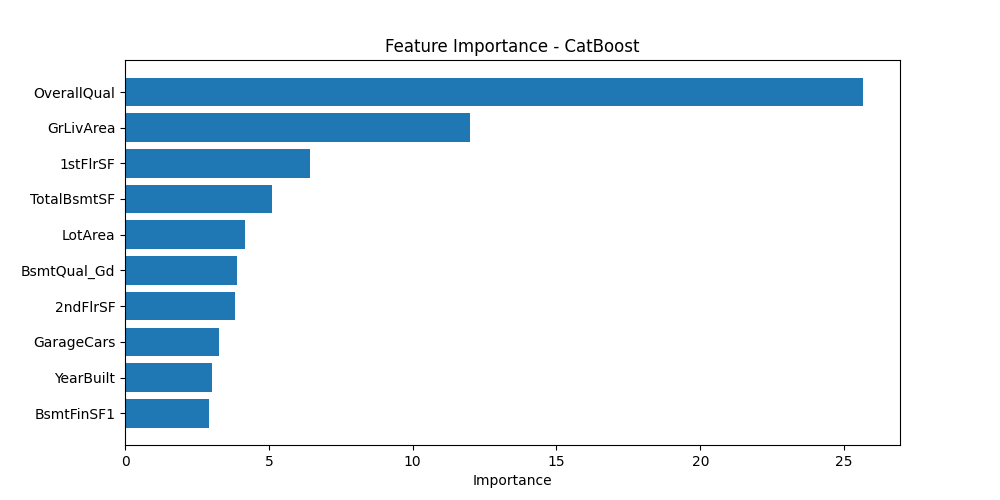 Feature Importance - CatBoost
OverallQual
GrLivArea
1stFlrSF
TotalBsmtSF
LotArea
BsmtQual_Gd
2ndFlrSF
GarageCars
YearBuilt
BsmtFinSF1
0 5 10 15 20 25
Importance